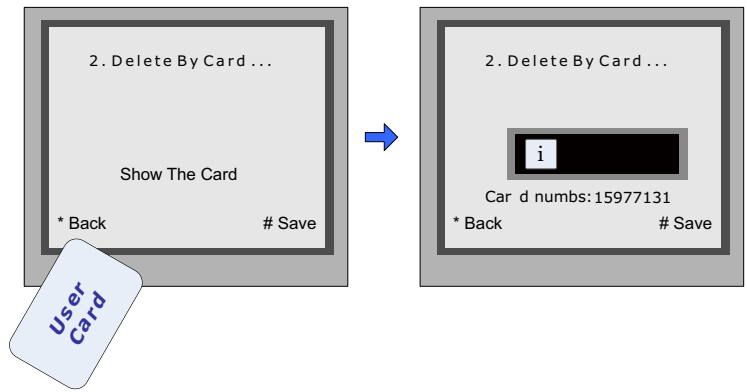 2. Delete By Card ...
Show The Card
* Back # Save
User
Card
2. Delete By Card ...
i
Car d numbs: 15977131
* Back # Save